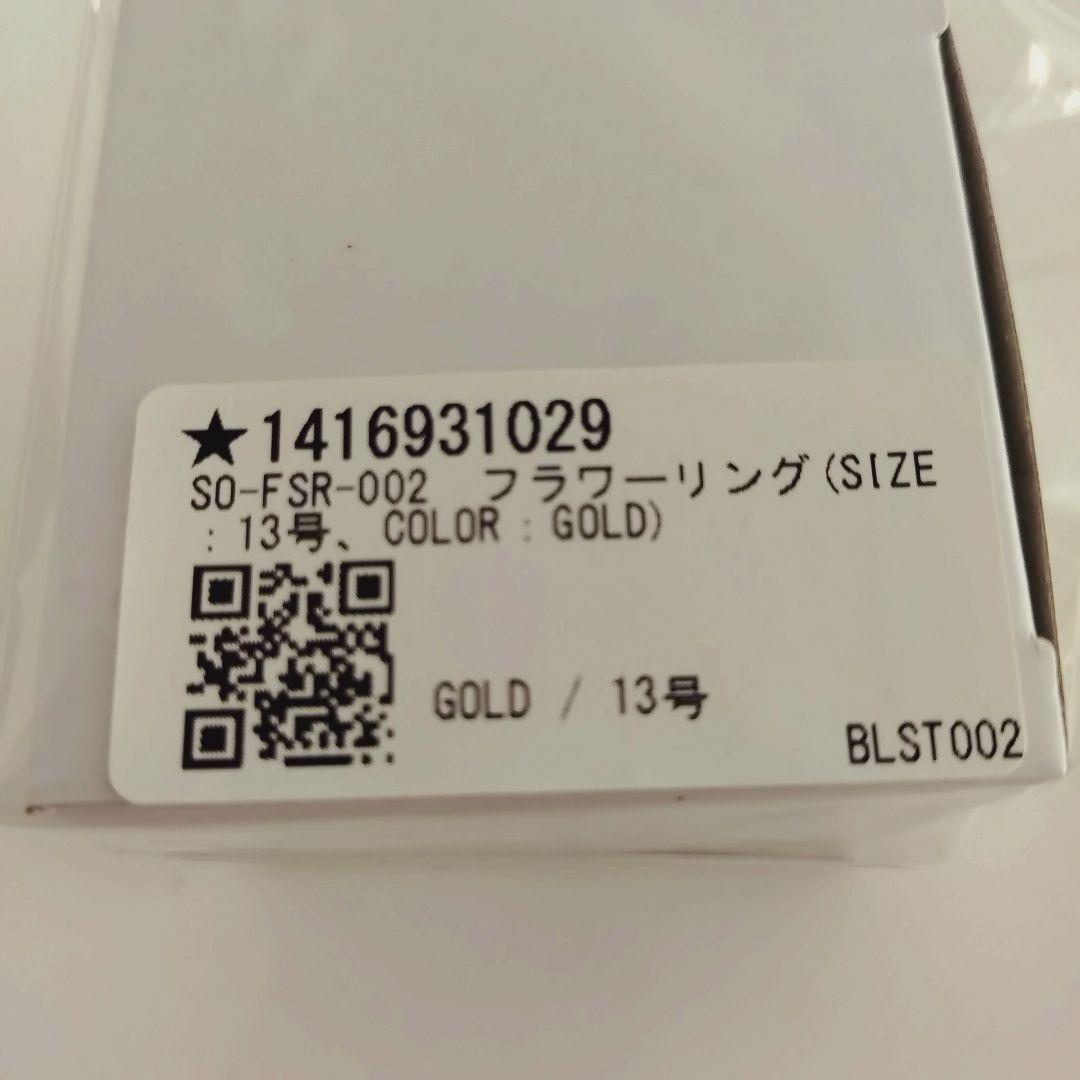 ★1416931029
SO-FSR-002　フラワーリング(SIZE
：13号、COLOR：GOLD)
GOLD / 13号
BLST002